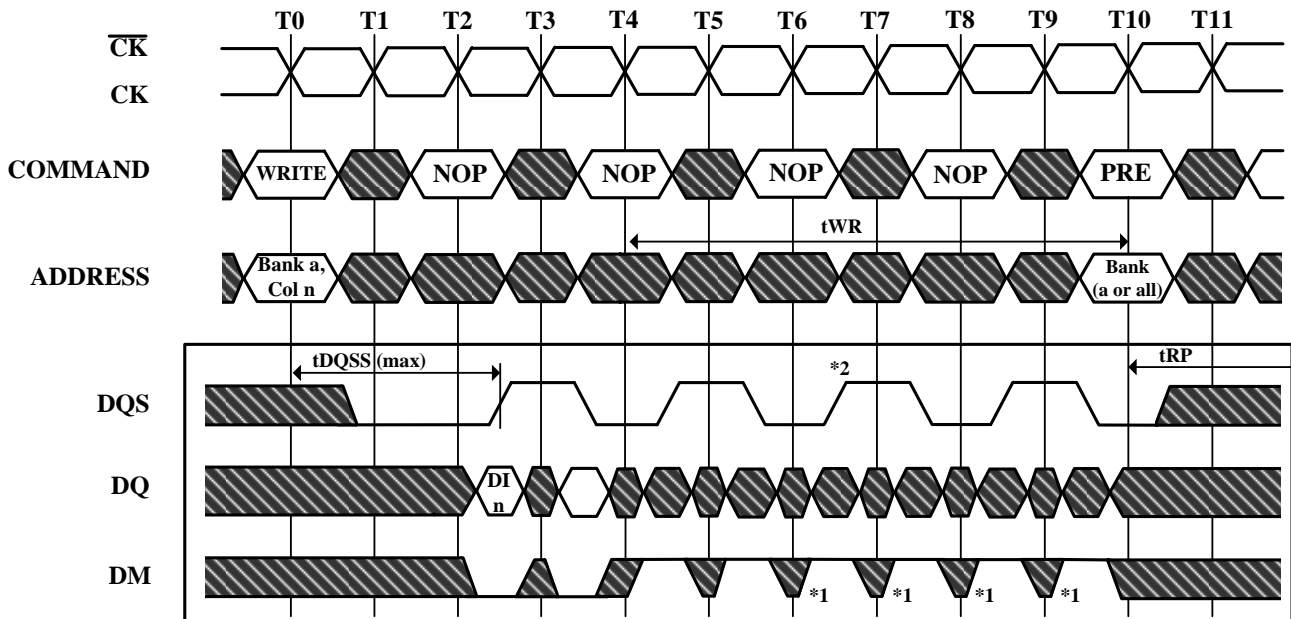 T0 T1 T2 T3 T4 T5 T6 T7 T8 T9 T10 T11
CK
CK
COMMAND WRITE NOP NOP NOP NOP PRE
tWR
ADDRESS
Bank a,
Col n
Bank
(a or all)
tDQSS (max)
*2
tRP
DQS
DQ
DI
n
DM
*1 *1 *1 *1